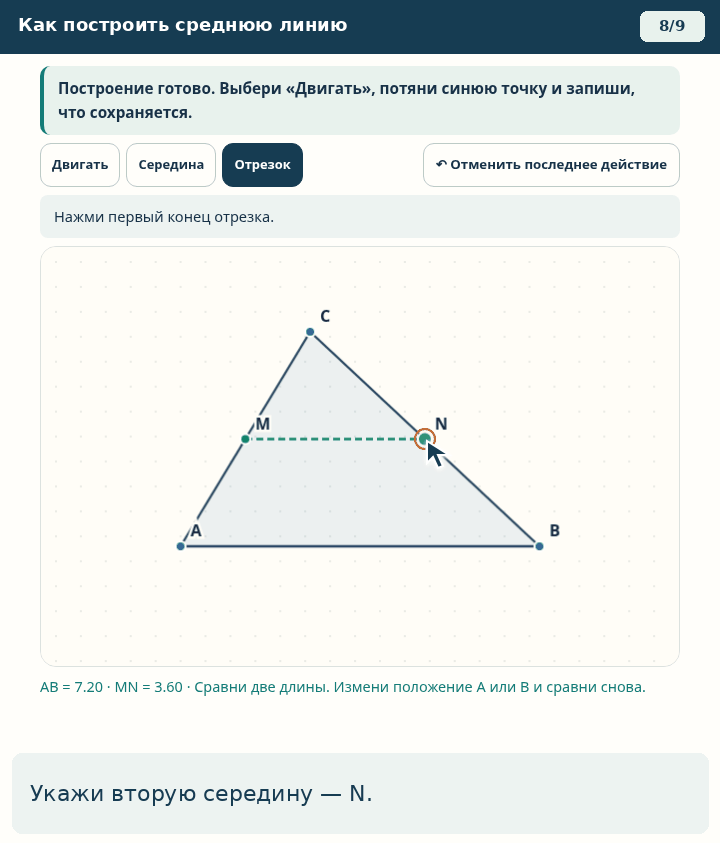 Как построить среднюю линию
8/9
Построение готово. Выбери «Двигать», потяни синюю точку и запиши,
что сохраняется.
Двигать
Середина
Отрезок
↶ Отменить последнее действие
Нажми первый конец отрезка.
C
M
N
A
B
AB = 7.20 · MN = 3.60 · Сравни две длины. Измени положение A или B и сравни снова.
Укажи вторую середину — N.